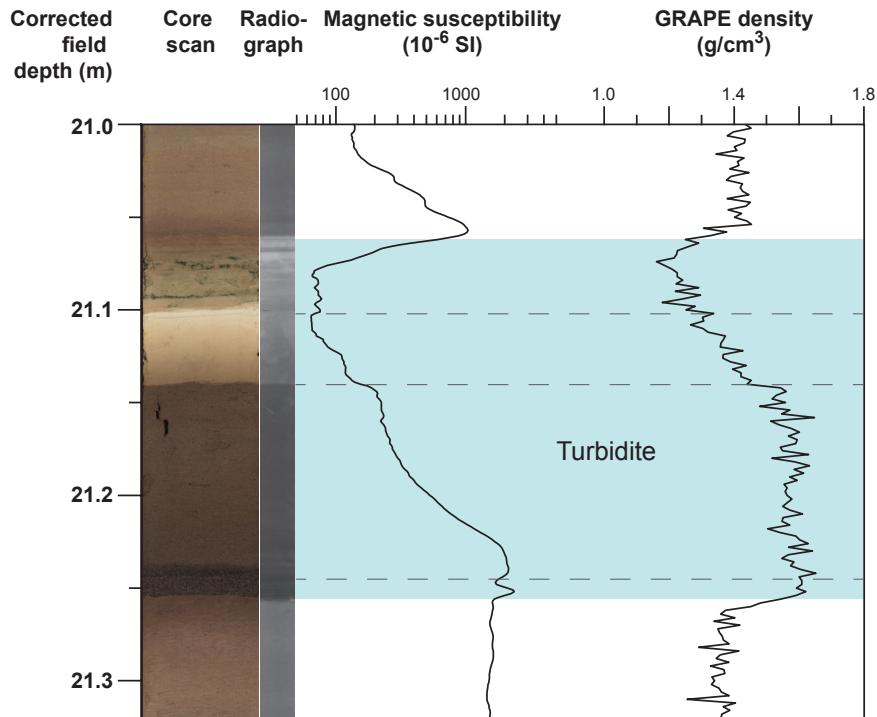 Corrected field depth (m)
Core scan
Radio-graph
Magnetic susceptibility
(10-6 SI)
GRAPE density
(g/cm3)
100
1000
1.0
1.4
1.8
21.0
21.1
21.2
21.3
Turbidite